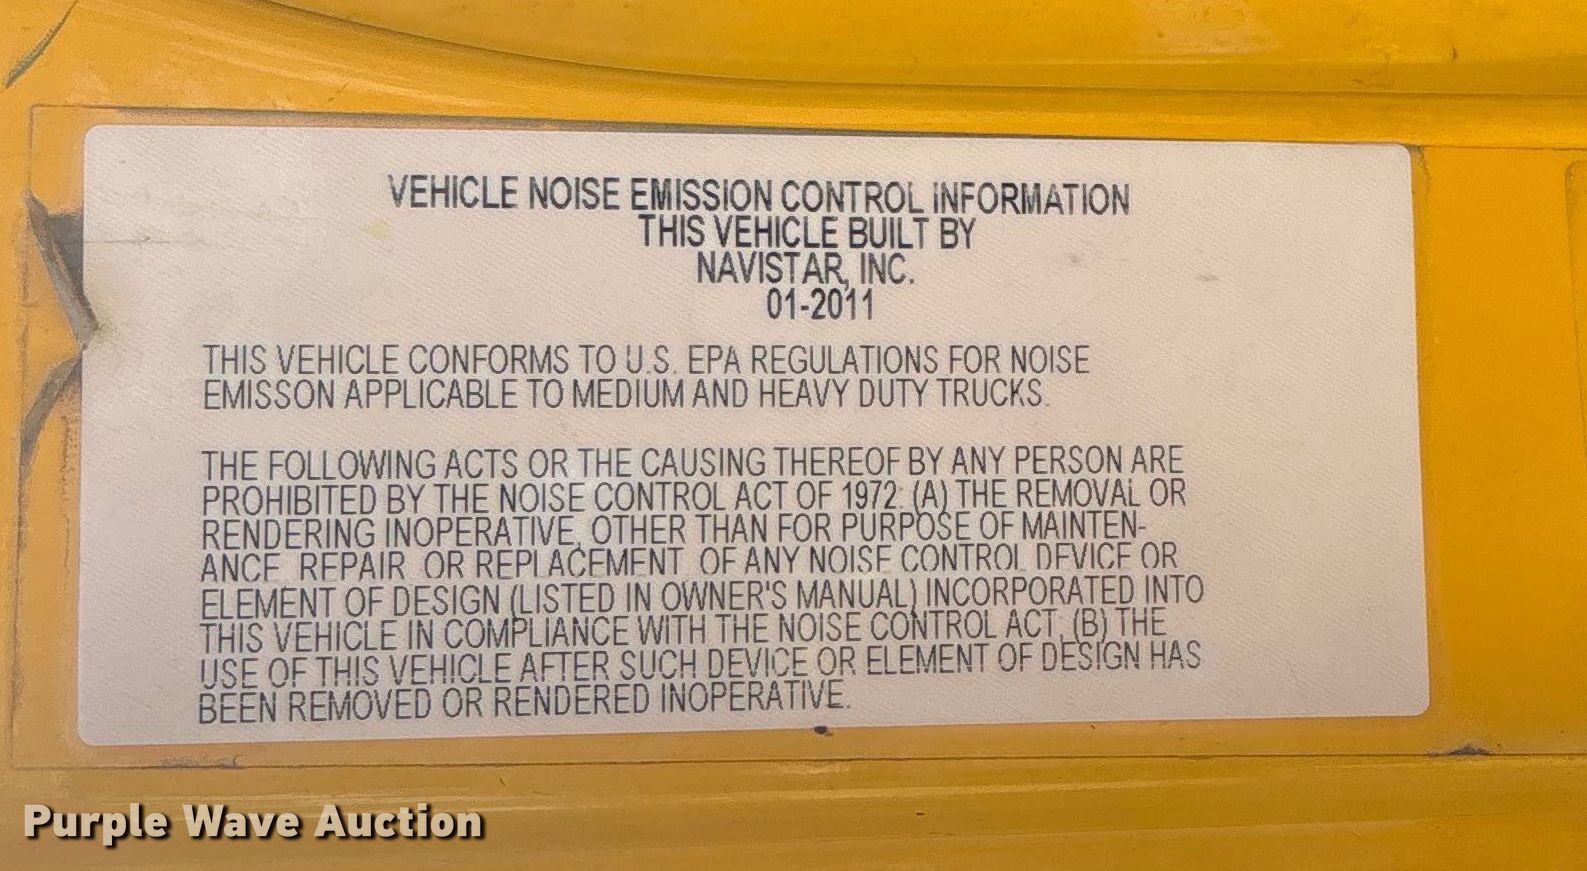 VEHICLE NOISE EMISSION CONTROL INFORMATION
THIS VEHICLE BUILT BY
NAVISTAR, INC.
01-2011
THIS VEHICLE CONFORMS TO U.S. EPA REGULATIONS FOR NOISE
EMISSON APPLICABLE TO MEDIUM AND HEAVY DUTY TRUCKS.
THE FOLLOWING ACTS OR THE CAUSING THEREOF BY ANY PERSON ARE
PROHIBITED BY THE NOISE CONTROL ACT OF 1972: (A) THE REMOVAL OR
RENDERING INOPERATIVE, OTHER THAN FOR PURPOSE OF MAINTEN-
ANCE, REPAIR, OR REPLACEMENT, OF ANY NOISE CONTROL DEVICE OR
ELEMENT OF DESIGN (LISTED IN OWNER'S MANUAL) INCORPORATED INTO
THIS VEHICLE IN COMPLIANCE WITH THE NOISE CONTROL ACT; (B) THE
USE OF THIS VEHICLE AFTER SUCH DEVICE OR ELEMENT OF DESIGN HAS
BEEN REMOVED OR RENDERED INOPERATIVE.
Purple Wave Auction